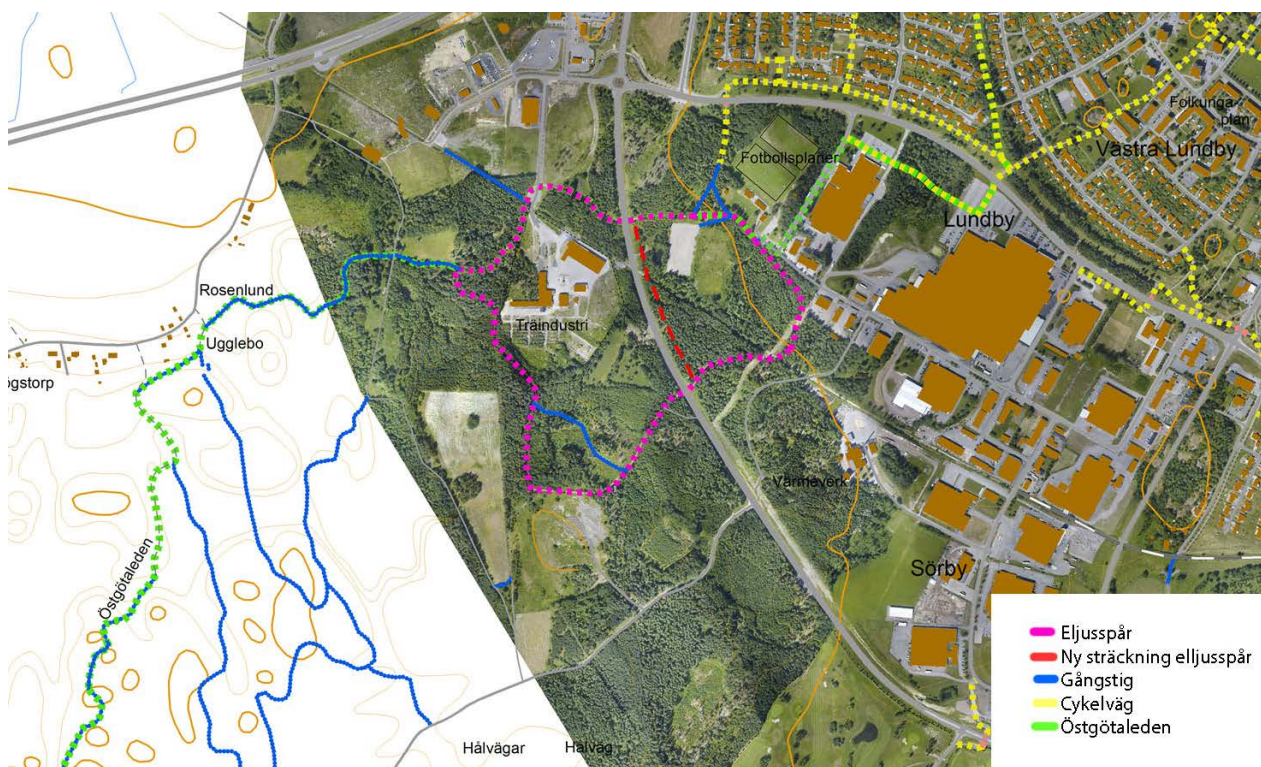 Folkunga-
plan
Västra Lundby
Fotbollsplaner
Lundby
Rosenlund
Träindustri
Ugglebo
ögstorp
Värmeverk
Östgötaleden
Sörby
Hålvägar
Hålväg
Eljusspår
Ny sträckning elljusspår
Gångstig
Cykelväg
Östgötaleden